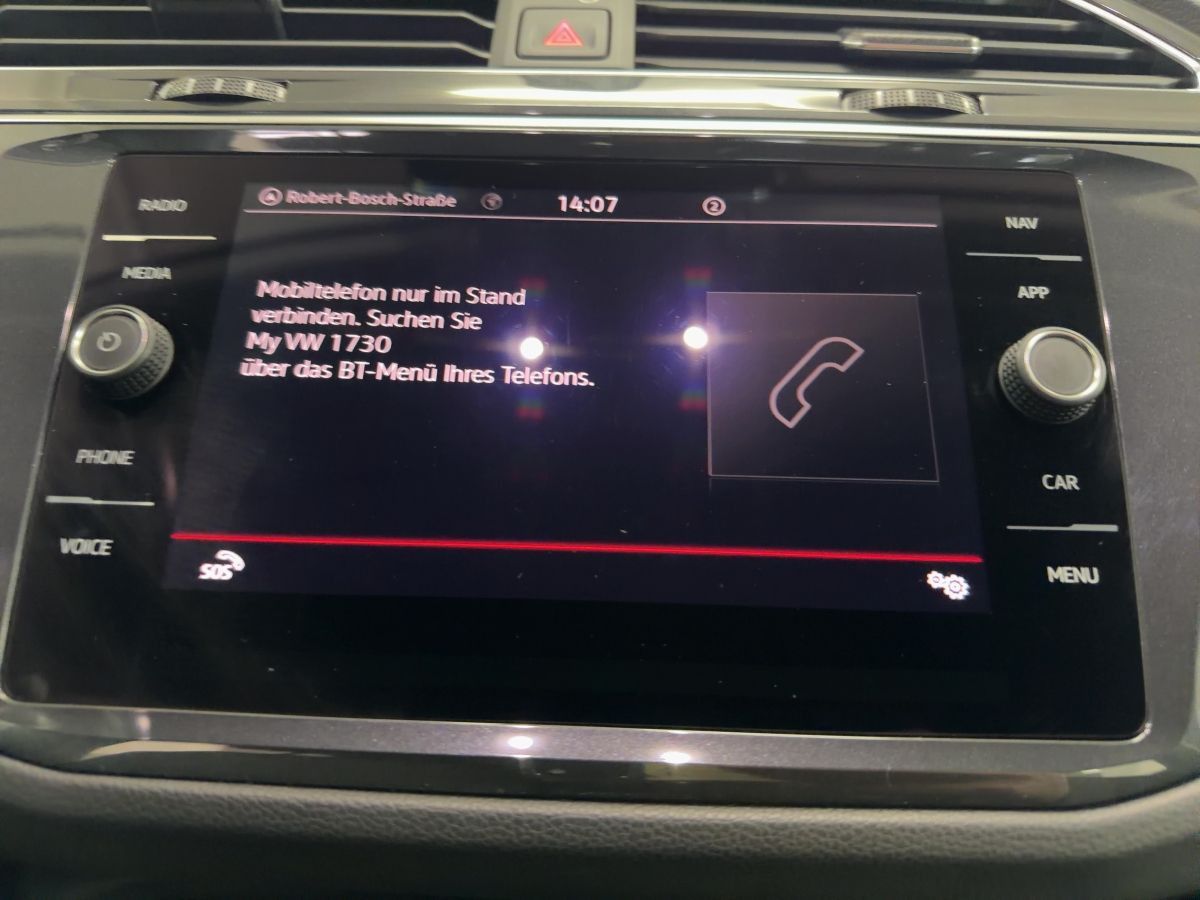 RADIO
MEDIA
PHONE
VOICE
Robert-Bosch-Straße
14:07
2
Mobiltelefon nur im Stand
verbinden. Suchen Sie
My VW 1730
über das BT-Menü Ihres Telefons.
SOS
NAV
APP
CAR
MENU